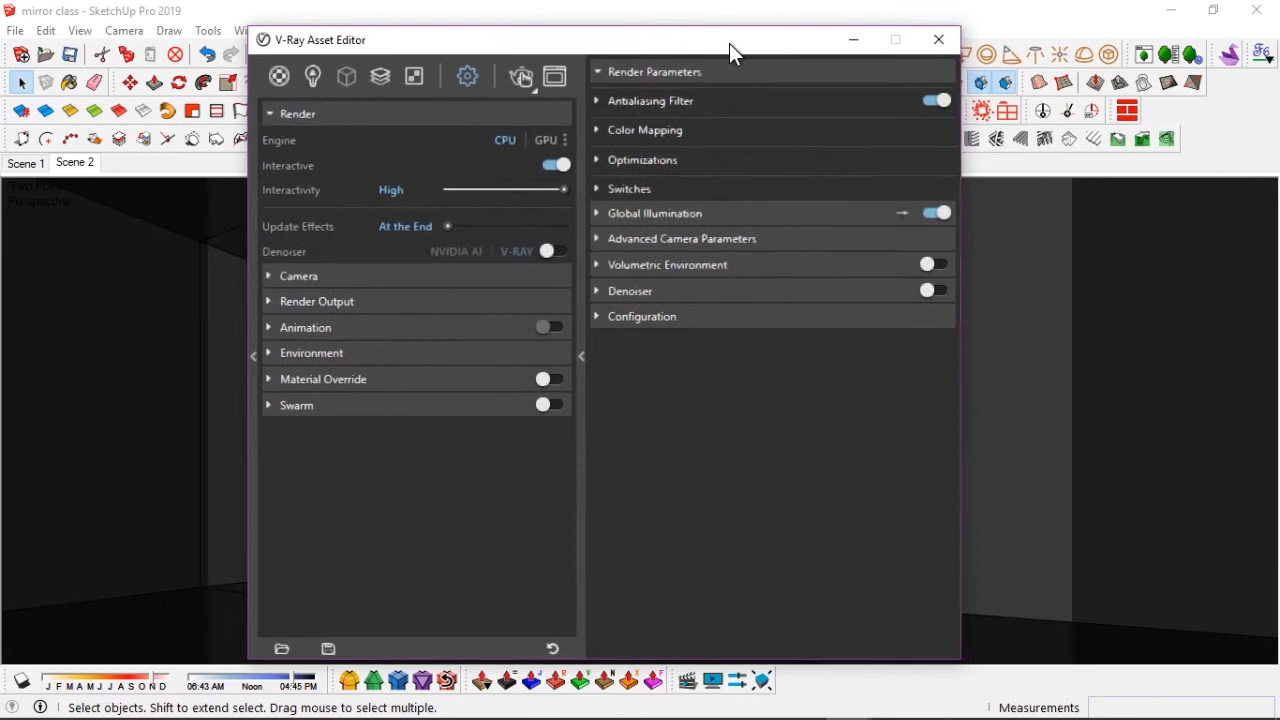 mirror class - SketchUp Pro 2019
File Edit View Camera Draw Tools
Scene 1 Scene 2
Perspective
V-Ray Asset Editor
Render
Engine CPU GPU
Interactive
Interactivity High
Update Effects At the End
Denoiser NVIDIA AI V-RAY
Camera
Render Output
Animation
Environment
Material Override
Swarm
Render Parameters
Antialiasing Filter
Color Mapping
Optimizations
Switches
Global Illumination
Advanced Camera Parameters
Volumetric Environment
Denoiser
Configuration
J F M A M J J A S O N D
06:43 AM Noon 04:45 PM
Select objects. Shift to extend select. Drag mouse to select multiple.
Measurements